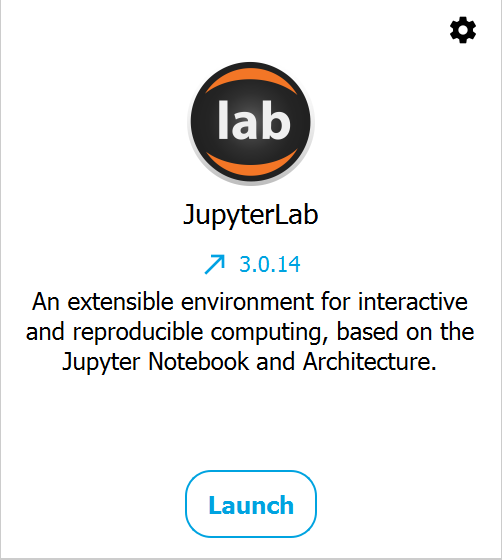 lab
JupyterLab
3.0.14
An extensible environment for interactive
and reproducible computing, based on the
Jupyter Notebook and Architecture.
Launch